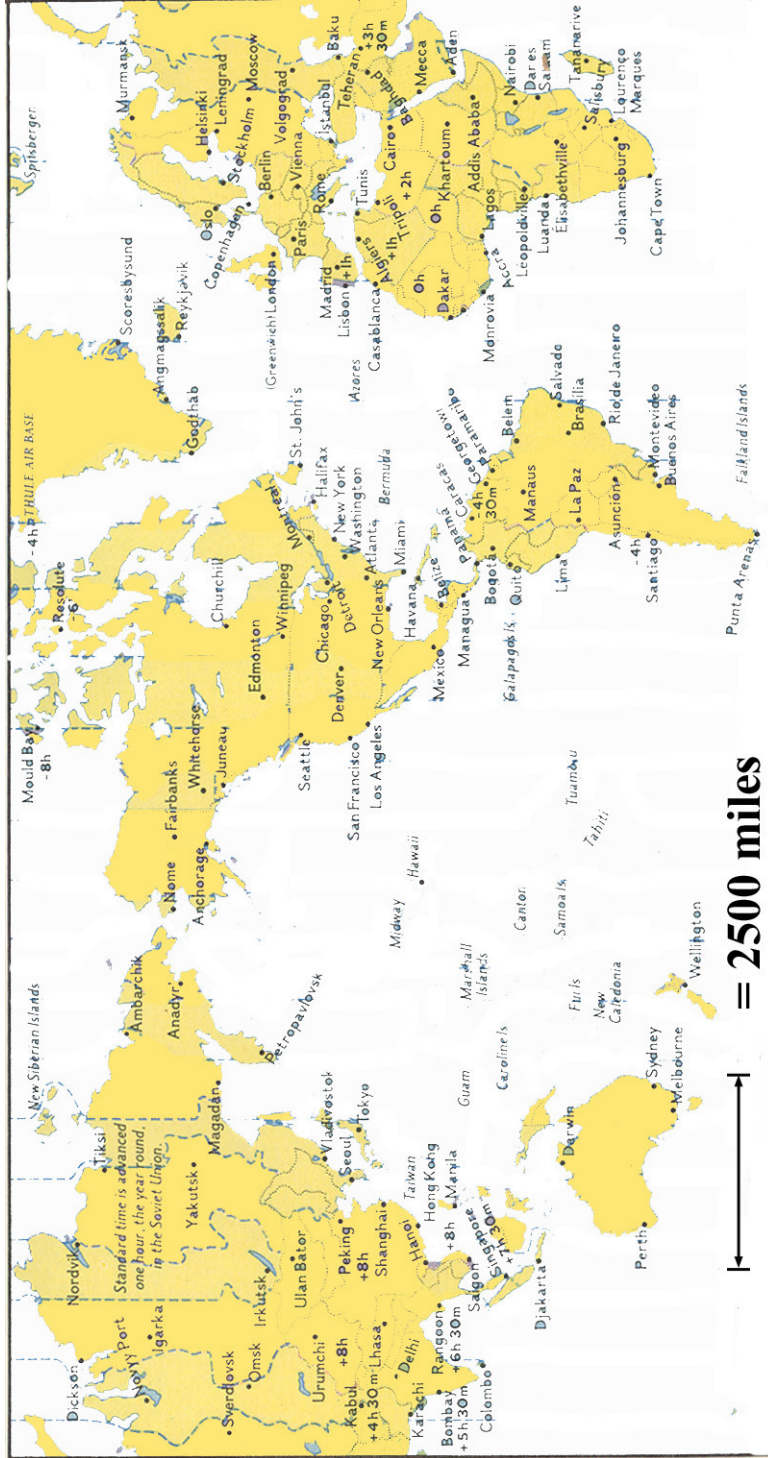 New Siberian Islands
Dickson
Nordvik
Tiksi
Ambarchik
Novyy Port
Igarka
Standard time is advanced
one hour, the year round,
in the Soviet Union.
Anadyr
Yakutsk
Magadan
Sverdlovsk
Omsk
Irkutsk
Petropavlovsk
Ulan Bator
Urumchi
Vladivostok
Kabul
+8h
Peking
+8h
Seoul
Tokyo
+4h 30m
Lhasa
Shanghai
Delhi
Karachi
Hanoi
Taiwan
Hong Kong
Bombay
+5h 30m
Rangoon
+6h 30m
+8h
Manila
Guam
Marshall
Islands
Colombo
Saigon
Singapore
+7h 30m
Caroline Is
Djakarta
Darwin
Fiji Is
New
Caledonia
Perth
Sydney
Melbourne
Wellington
Mould Bay
-8h
Resolute
-6
-4h
THULE AIR BASE
Nome
Fairbanks
Anchorage
Whitehorse
Juneau
Churchill
Godthab
Edmonton
Winnipeg
Seattle
Montreal
St. John's
Halifax
San Francisco
Denver
Chicago
Detroit
New York
Washington
Los Angeles
Atlanta
Bermuda
New Orleans
Miami
Midway
Hawaii
Havana
Mexico
Belize
Managua
Panama
Caracas
Georgetown
Paramaribo
-4h
30m
Bogota
Quito
Galapagos Is
Belem
Canton
Manaus
Samoa Is
Tuamotu
Tahiti
Lima
La Paz
Salvado
Brasilia
Asunción
Rio de Janeiro
-4h
Santiago
Montevideo
Buenos Aires
Punta Arenas
Falkland Islands
Spitsbergen
Scoresbysund
Angmagssalik
Reykjavik
Murmansk
Helsinki
Leningrad
Oslo
Stockholm
Moscow
Copenhagen
(Greenwich) London
Berlin
Volgograd
Paris
Vienna
Madrid
Lisbon
+1h
Rome
Istanbul
Baku
Azores
Tunis
Teheran
+3h
30m
Casablanca
Algiers
+1h
Tripoli
+2h
Cairo
Baghdad
Mecca
Dakar
0h
0h
Khartoum
Aden
Monrovia
Accra
Lagos
Addis Ababa
Léopoldville
Nairobi
Luanda
Dar es
Salaam
Elisabethville
Salisbury
Tananarive
Johannesburg
Lourenço
Marques
Cape Town
= 2500 miles